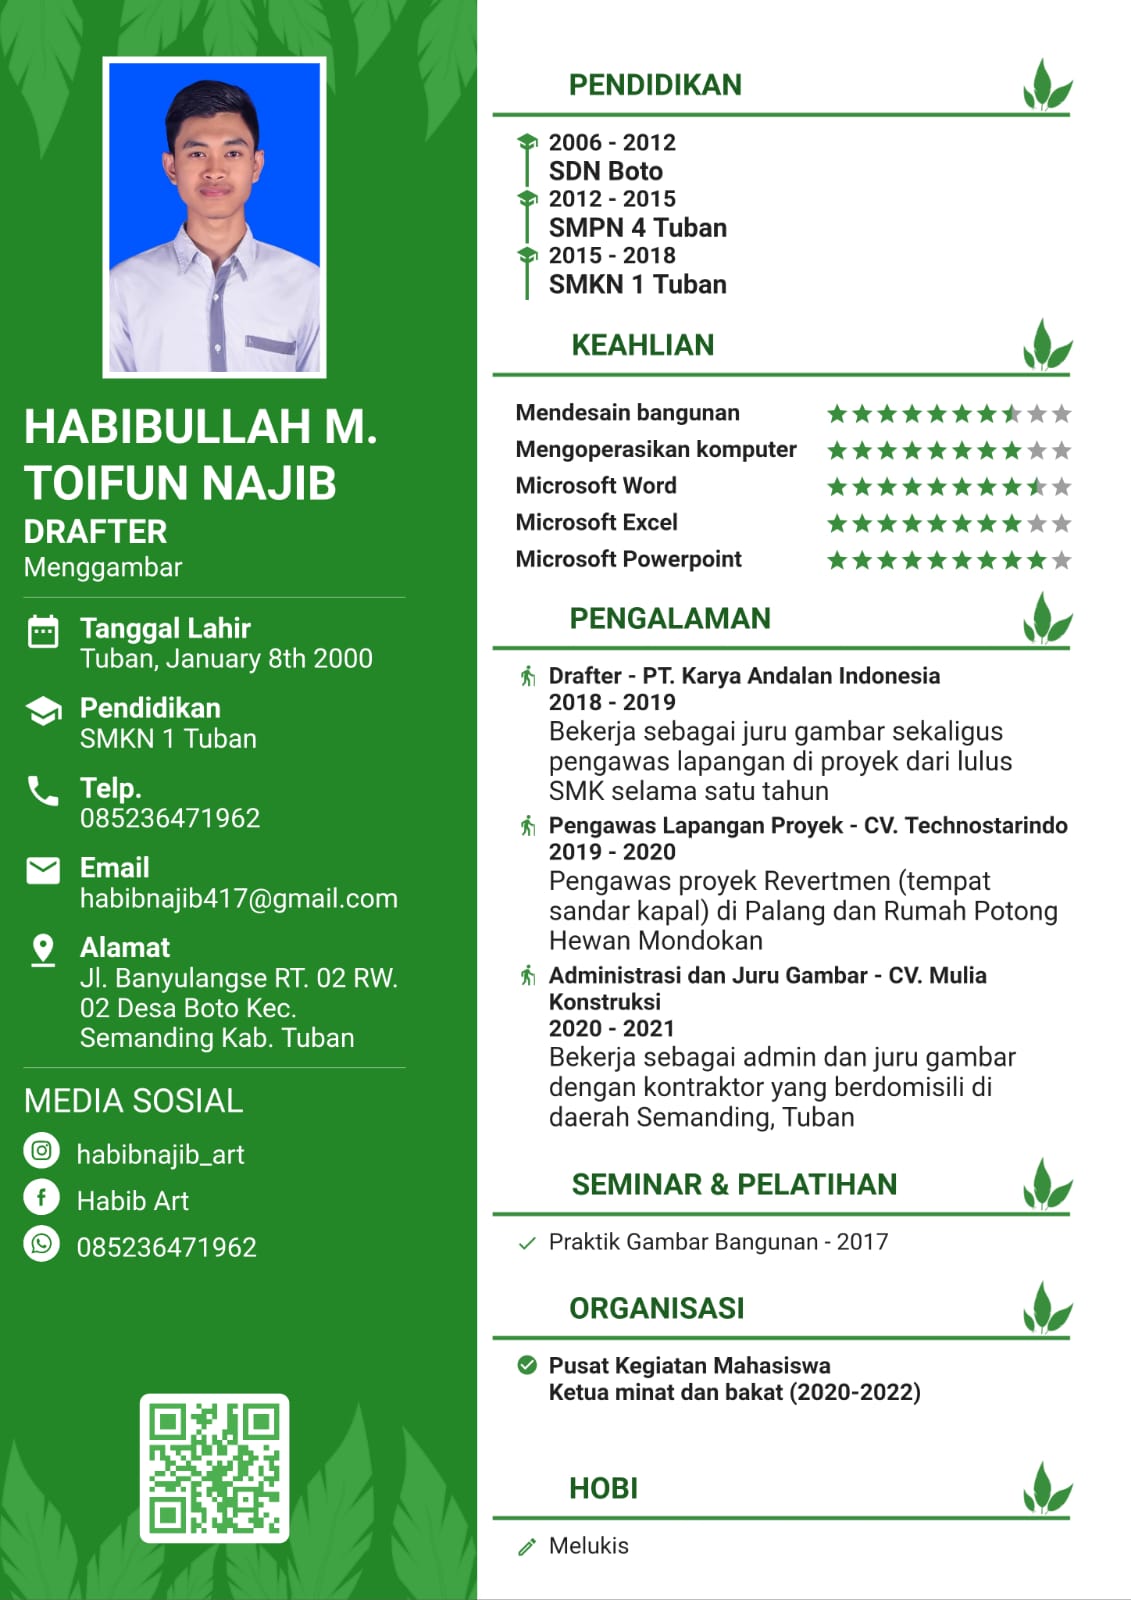 HABIBULLAH M.
TOIFUN NAJIB
DRAFTER
Menggambar
Tanggal Lahir
Tuban, January 8th 2000
Pendidikan
SMKN 1 Tuban
Telp.
085236471962
Email
habibnajib417@gmail.com
Alamat
Jl. Banyulangse RT. 02 RW.
02 Desa Boto Kec.
Semanding Kab. Tuban
MEDIA SOSIAL
habibnajib_art
Habib Art
085236471962
PENDIDIKAN
2006 - 2012
SDN Boto
2012 - 2015
SMPN 4 Tuban
2015 - 2018
SMKN 1 Tuban
KEAHLIAN
Mendesain bangunan
Mengoperasikan komputer
Microsoft Word
Microsoft Excel
Microsoft Powerpoint
PENGALAMAN
Drafter - PT. Karya Andalan Indonesia
2018 - 2019
Bekerja sebagai juru gambar sekaligus
pengawas lapangan di proyek dari lulus
SMK selama satu tahun
Pengawas Lapangan Proyek - CV. Technostarindo
2019 - 2020
Pengawas proyek Revertmen (tempat
sandar kapal) di Palang dan Rumah Potong
Hewan Mondokan
Administrasi dan Juru Gambar - CV. Mulia
Konstruksi
2020 - 2021
Bekerja sebagai admin dan juru gambar
dengan kontraktor yang berdomisili di
daerah Semanding, Tuban
SEMINAR & PELATIHAN
Praktik Gambar Bangunan - 2017
ORGANISASI
Pusat Kegiatan Mahasiswa
Ketua minat dan bakat (2020-2022)
HOBI
Melukis